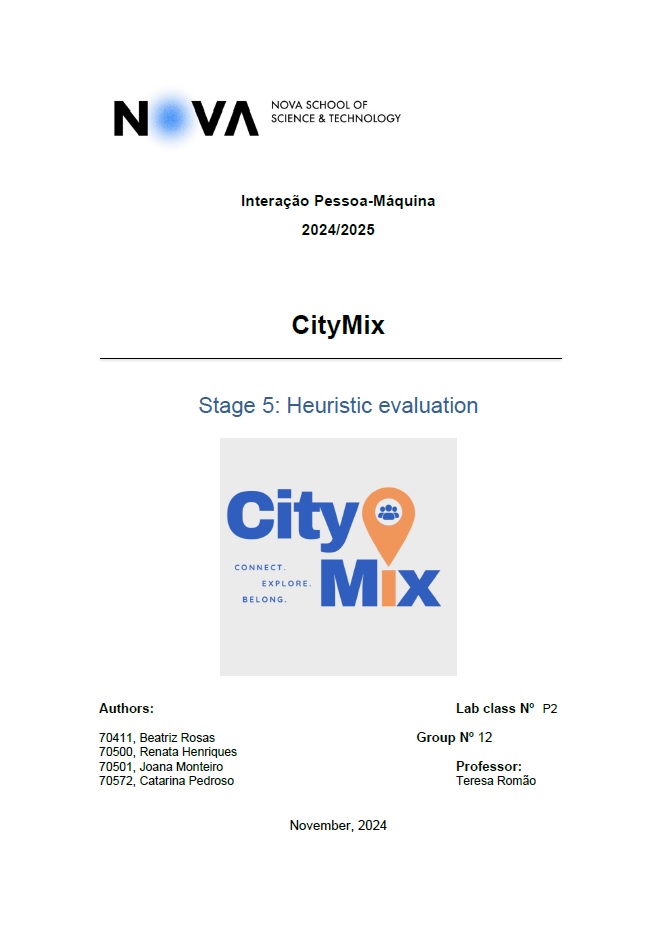 NOVA
NOVA SCHOOL OF
SCIENCE & TECHNOLOGY
Interação Pessoa-Máquina
2024/2025
CityMix
Stage 5: Heuristic evaluation
City
CONNECT.
EXPLORE.
BELONG.
Mix
Authors:
70411, Beatriz Rosas
70500, Renata Henriques
70501, Joana Monteiro
70572, Catarina Pedroso
Lab class Nº P2
Group Nº 12
Professor:
Teresa Romão
November, 2024